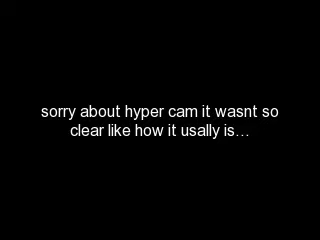 sorry about hyper cam it wasnt so
clear like how it usally is…